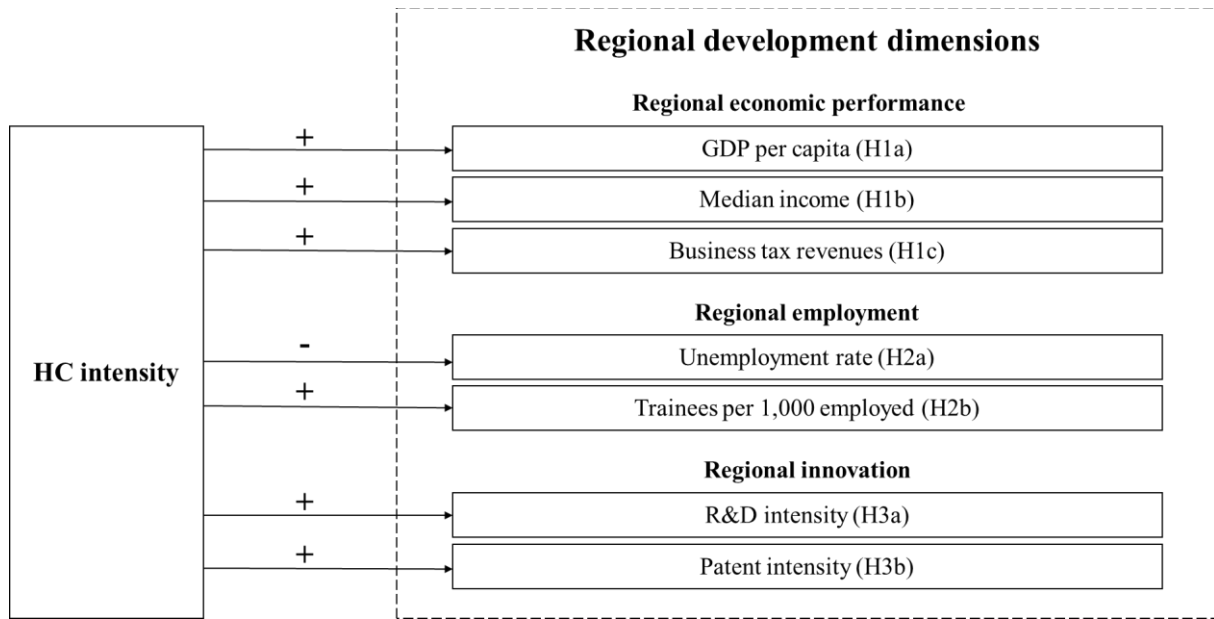 Regional development dimensions
Regional economic performance
+
GDP per capita (H1a)
+
Median income (H1b)
+
Business tax revenues (H1c)
Regional employment
-
Unemployment rate (H2a)
HC intensity
+
Trainees per 1,000 employed (H2b)
Regional innovation
+
R&D intensity (H3a)
+
Patent intensity (H3b)